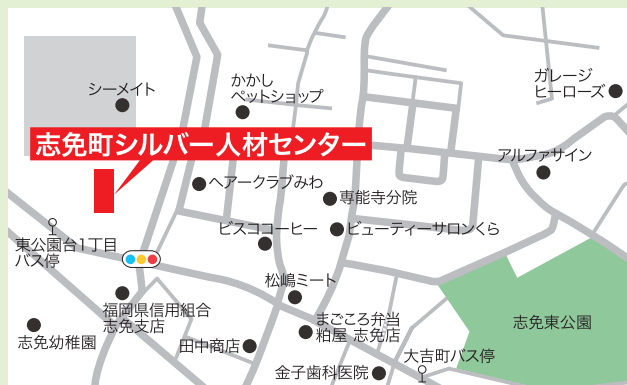 シーメイト
かかし
ペットショップ
ガレージ
ヒーローズ
志免町シルバー人材センター
アルファサイン
ヘアークラブみわ
専能寺分院
東公園台1丁目
バス停
ビスココーヒー
ビューティーサロンくら
松嶋ミート
福岡県信用組合
志免支店
まごころ弁当
粕屋 志免店
志免東公園
志免幼稚園
田中商店
大吉町バス停
金子歯科医院